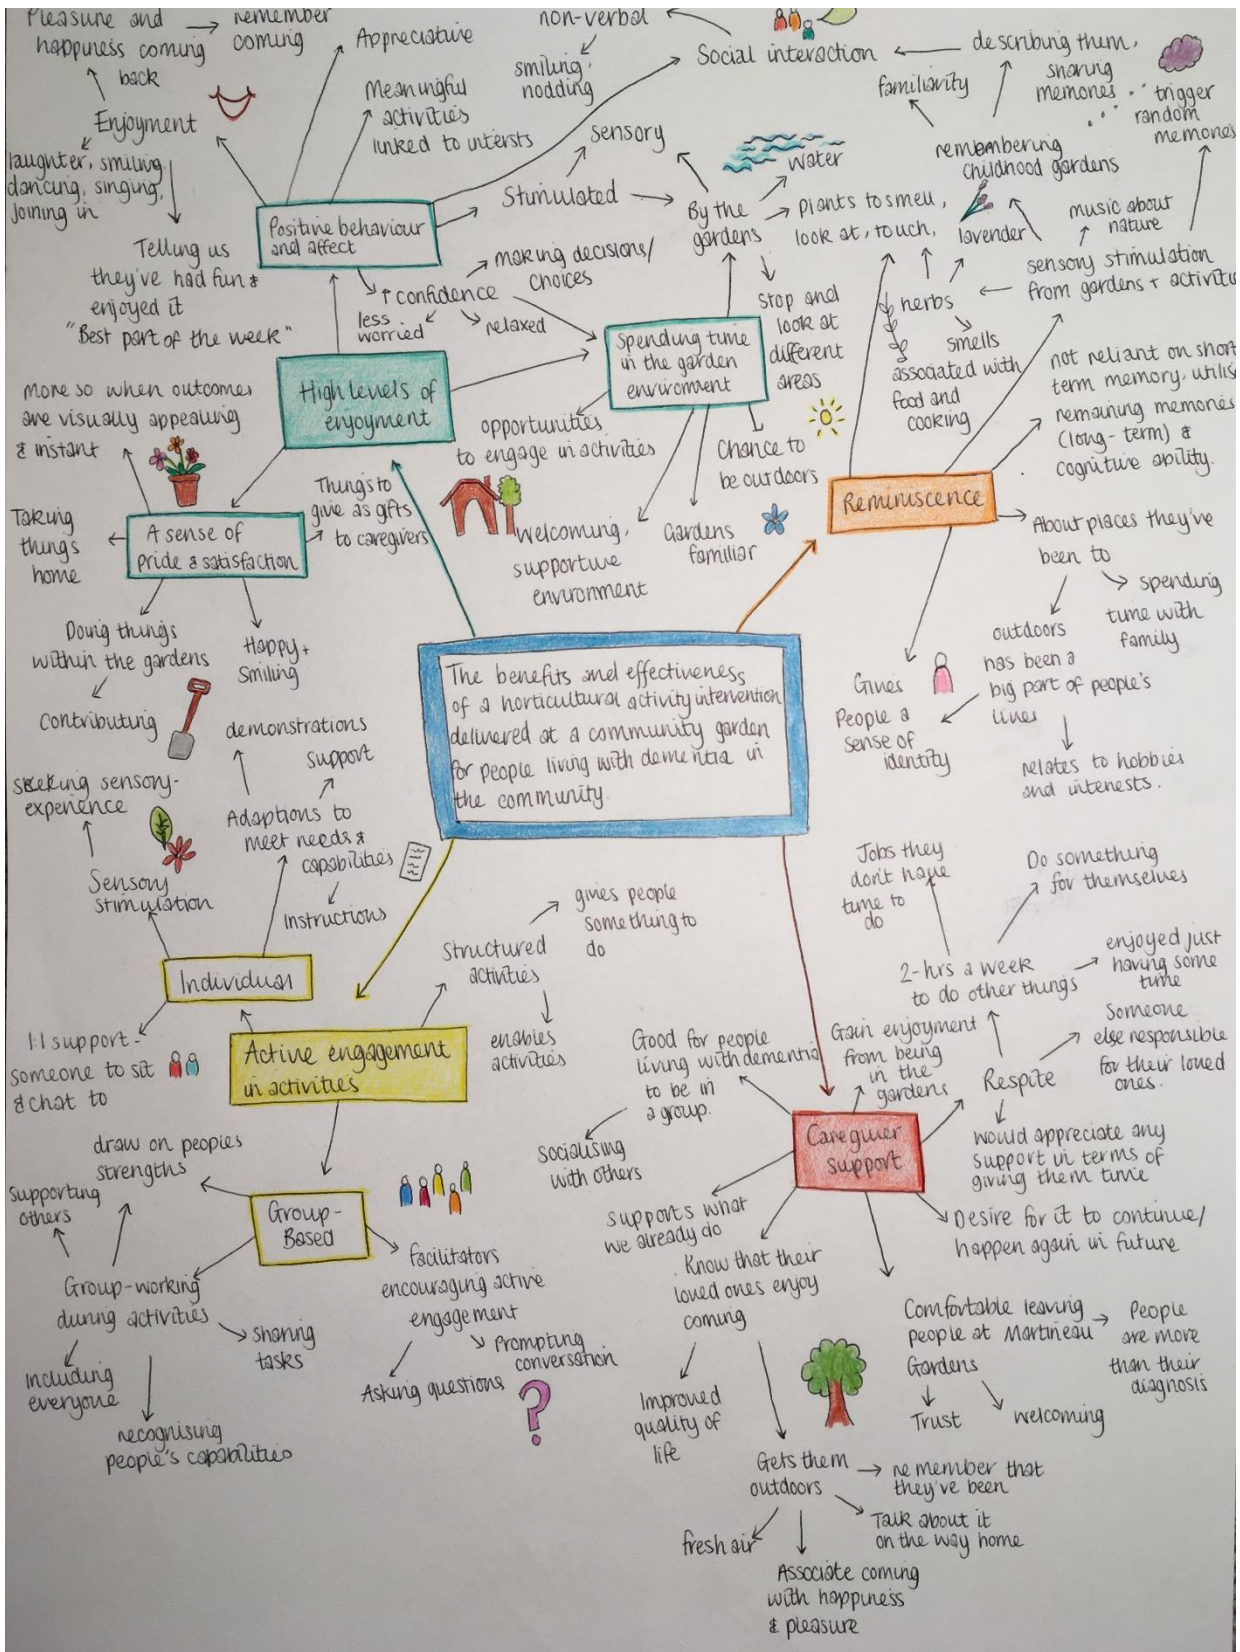 Pleasure and
happiness coming
back
remember
coming
Appreciative
non-verbal
smiling,
nodding
Social interaction
describing them,
sharing
memories
trigger
random
memories
familiarity
Enjoyment
laughter, smiling,
dancing, singing,
Joining in
Meaningful
activities
linked to intersts
Sensory
water
remembering
childhood gardens
Stimulated
By the
gardens
plants to smell,
look at, touch,
lavender
music about
nature
Positive behaviour
and affect
Telling us
they've had fun &
enjoyed it
"Best part of the week"
making decisions/
choices
↑ confidence
less
worried
relaxed
stop and
look at
different
areas
sensory stimulation
from gardens + activitie
herbs
smells
associated with
food and
cooking
Spending time
in the garden
enviroment
High levels of
enjoyment
not reliant on short
term memory, utilis
remaining memories
(long-term) &
cognitive ability.
more so when outcomes
are visually appealing
& instant
opportunities
to engage in activities
Chance to
be outdoors
Reminiscence
Taking
things
home
A sense of
pride & satisfaction
Things to
give as gifts
to caregivers
Welcoming,
supportive
environment
Gardens
familiar
About places they've
been to
spending
time with
family
Doing things
within the gardens
Happy +
Smiling
contributing
outdoors
has been a
big part of people's
lives
Gives
People a
sense of
identity
relates to hobbies
and interests.
The benefits and effectiveness
of a horticultural activity intervention
delivered at a community garden
for people living with dementia in
the community.
demonstrations
support
seeking sensory-
experience
Adaptions to
meet needs &
capabilities
instructions
Sensory
stimulation
Individual
1:1 support -
someone to sit
& chat to
Structured
activities
gives people
something to
do
enables
activities
Active engagement
in activities
Jobs they
don't have
time to
do
Do something
for themselves
2-hrs a week
to do other things
enjoyed just
having some
time
Good for people
living with dementia
to be in
a group.
Gain enjoyment
from being
in the
gardens
Respite
Someone
else responsible
for their loved
ones.
socialising
with others
Caregiver
support
would appreciate any
support in terms of
giving them time
draw on peoples
strengths
Supporting
others
Group-
Based
supports what
we already do
Desire for it to continue/
happen again in future
Group-working
during activities
facilitators
encouraging active
engagement
Know that their
loved ones enjoy
coming
sharing
tasks
Prompting
conversation
Asking questions
?
Including
everyone
recognising
people's capabilities
Comfortable leaving
people at Martineau
Gardens
People
are more
than their
diagnosis
Trust
welcoming
Improved
quality of
life
Gets them
outdoors
remember that
they've been
fresh air
Talk about it
on the way home
Associate coming
with happiness
& pleasure